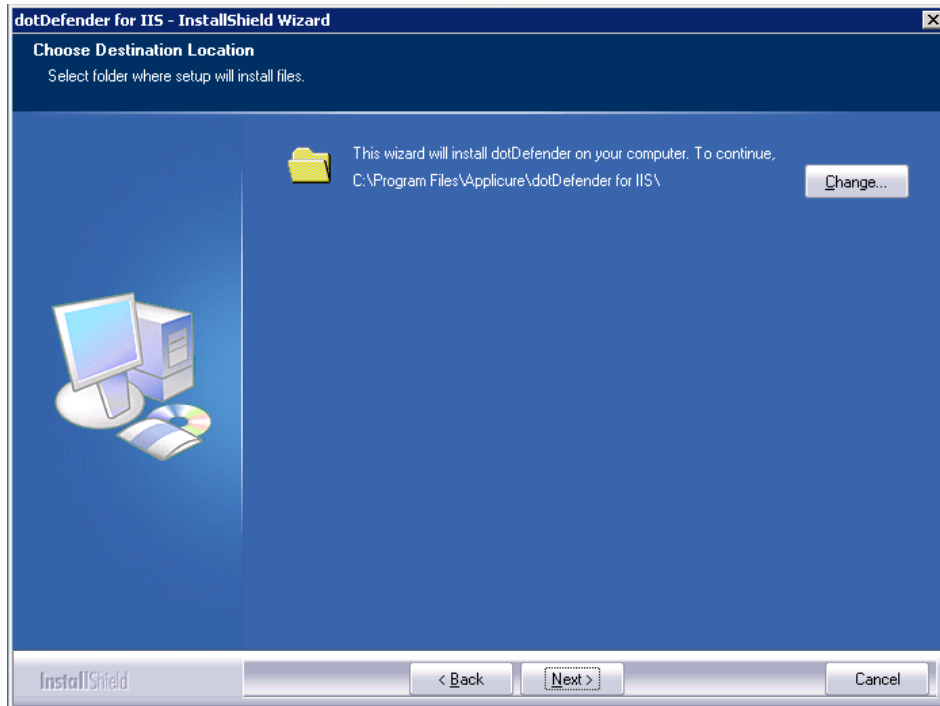 dotDefender for IIS - InstallShield Wizard
Choose Destination Location
Select folder where setup will install files.
This wizard will install dotDefender on your computer. To continue,
C:\Program Files\Applicure\dotDefender for IIS\
Change...
InstallShield
< Back
Next >
Cancel